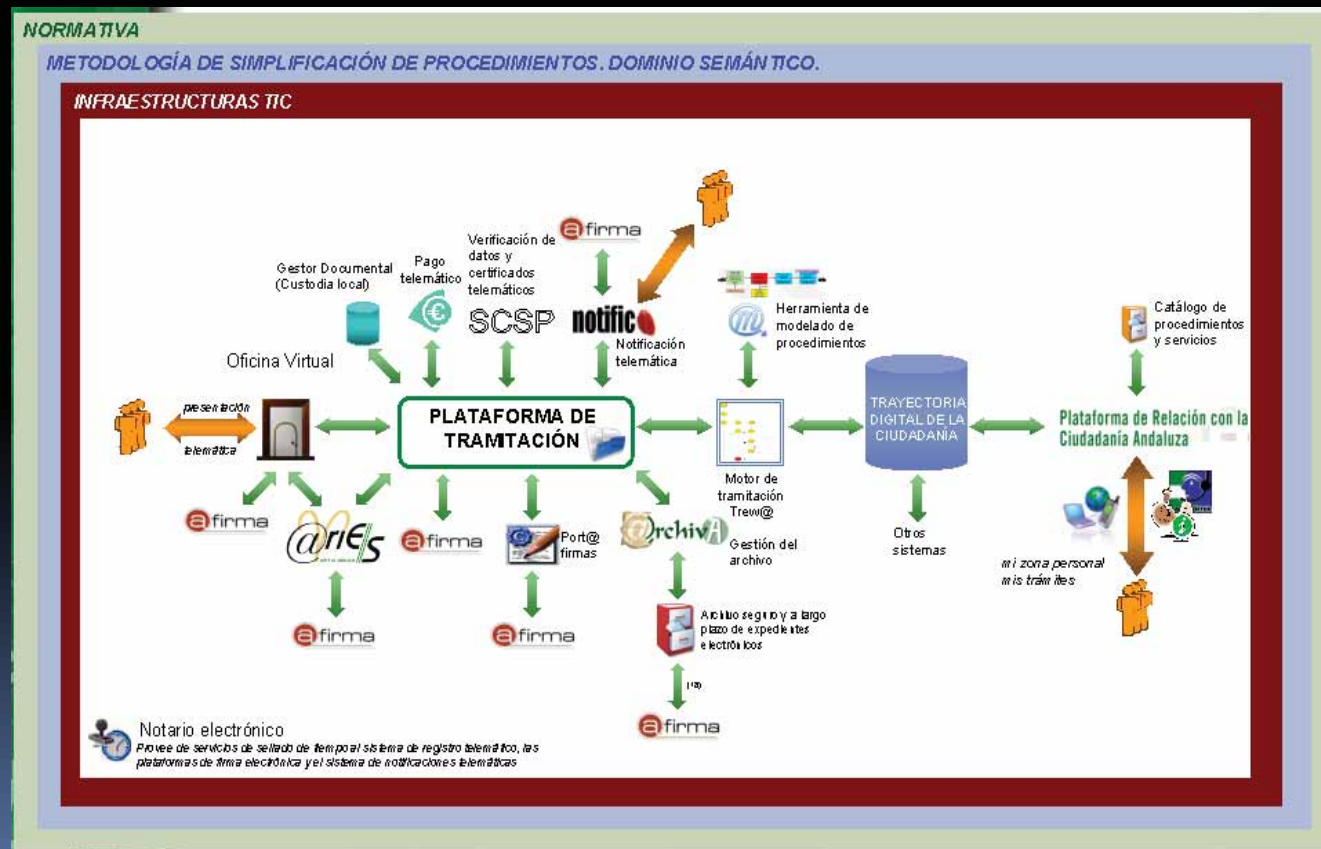 NORMATIVA
METODOLOGÍA DE SIMPLIFICACIÓN DE PROCEDIMIENTOS. DOMINIO SEMÁNTICO.
INFRAESTRUCTURAS TIC
@firma
Verificación de
datos y
certificados
telemáticos
SCSP
Pago
telemático
Gestor Documental
(Custodia local)
notific
Notificación
telemática
Herramienta de
modelado de
procedimientos
Catálogo de
procedimientos
y servicios
Oficina Virtual
presentación
telemática
PLATAFORMA DE
TRAMITACIÓN
Motor de
tramitación
Trew@
TRAYECTORIA
DIGITAL DE LA
CIUDADANÍA
Plataforma de Relación con la
Ciudadanía Andaluza
@firma
@ries
@firma
Port@
firmas
@rchivA
Gestión del
archivo
Otros
sistemas
mi zona personal
mis trámites
@firma
@firma
Archivo seguro y a largo
plazo de expedientes
electrónicos
@firma
Notario electrónico
Provee de servicios de sellado de tiempo al sistema de registro telemático, las
plataformas de firma electrónica y el sistema de notificaciones telemáticas